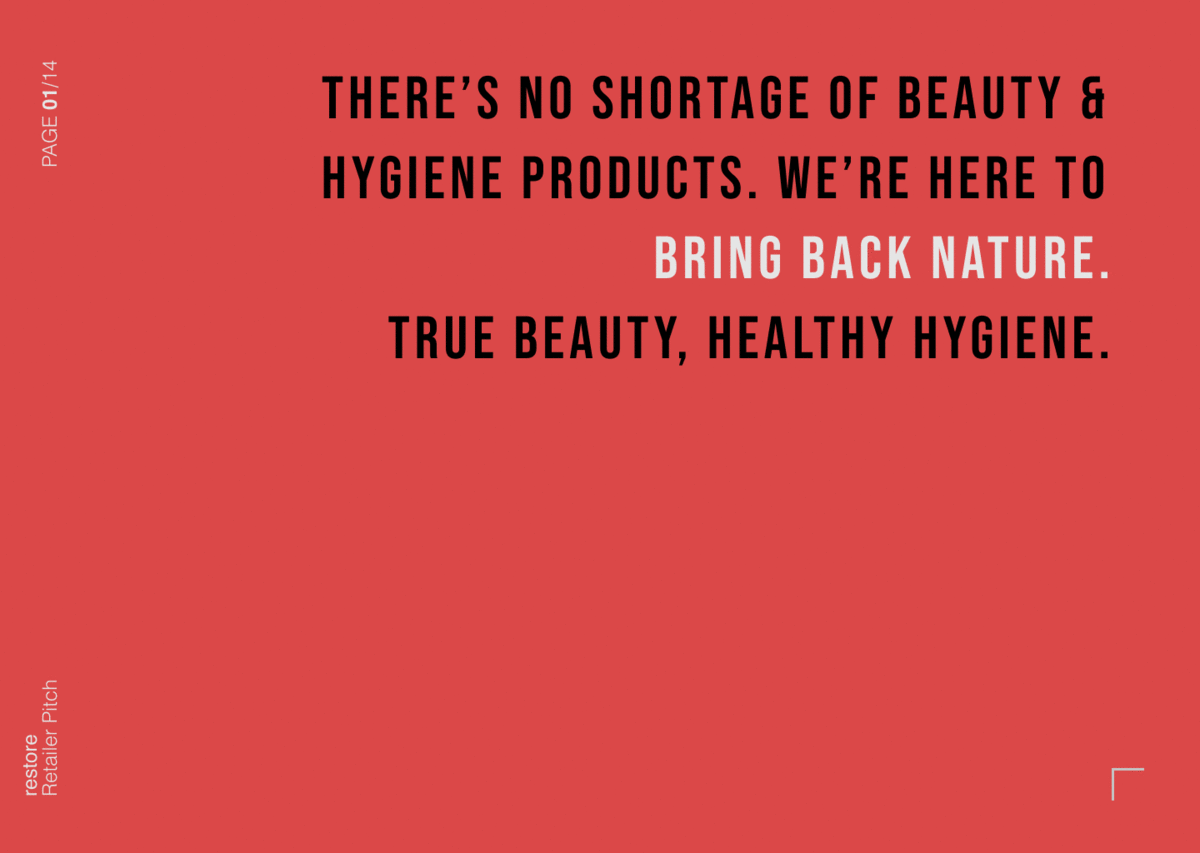 PAGE 01/14
THERE’S NO SHORTAGE OF BEAUTY &
HYGIENE PRODUCTS. WE’RE HERE TO
BRING BACK NATURE.
TRUE BEAUTY, HEALTHY HYGIENE.
restore
Retailer Pitch